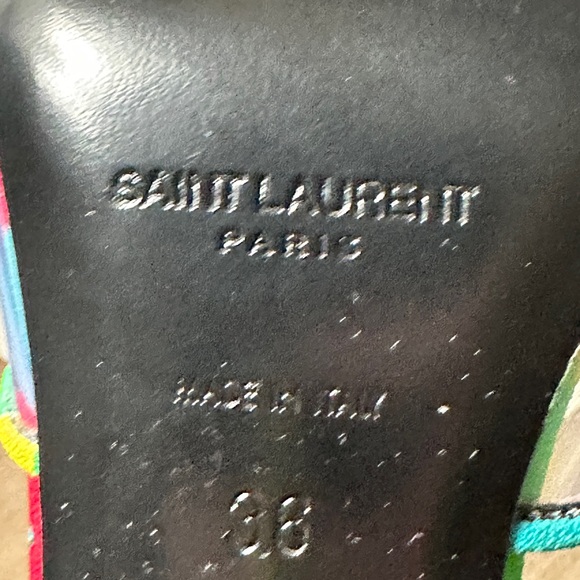 SAINT LAURENT
PARIS
MADE IN ITALY
38